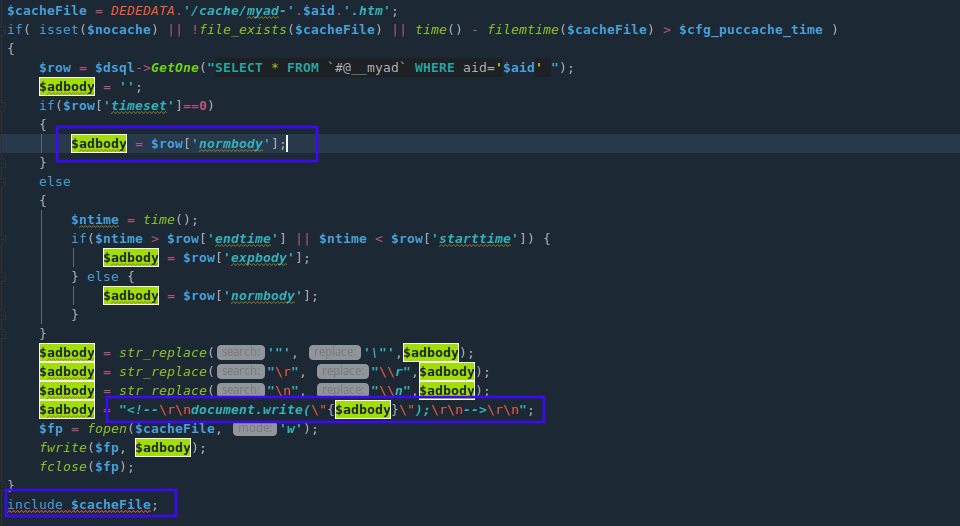 $cacheFile = DEDEDATA.'/cache/myad-'.$aid.'.htm';
if( isset($nocache) || !file_exists($cacheFile) || time() - filemtime($cacheFile) > $cfg_puccache_time )
{
    $row = $dsql->GetOne("SELECT * FROM `#@__myad` WHERE aid='$aid' ");
    $adbody = '';
    if($row['timeset']==0)
    {
        $adbody = $row['normbody'];
    }
    else
    {
        $ntime = time();
        if($ntime > $row['endtime'] || $ntime < $row['starttime']) {
            $adbody = $row['expbody'];
        } else {
            $adbody = $row['normbody'];
        }
    }
    $adbody = str_replace( search: '"', replace: '\"',$adbody);
    $adbody = str_replace( search: "\r", replace: "\\r",$adbody);
    $adbody = str_replace( search: "\n", replace: "\\n",$adbody);
    $adbody = "<!--\r\ndocument.write(\"{$adbody}\");\r\n-->\r\n";
    $fp = fopen($cacheFile, mode: 'w');
    fwrite($fp, $adbody);
    fclose($fp);
}
include $cacheFile;